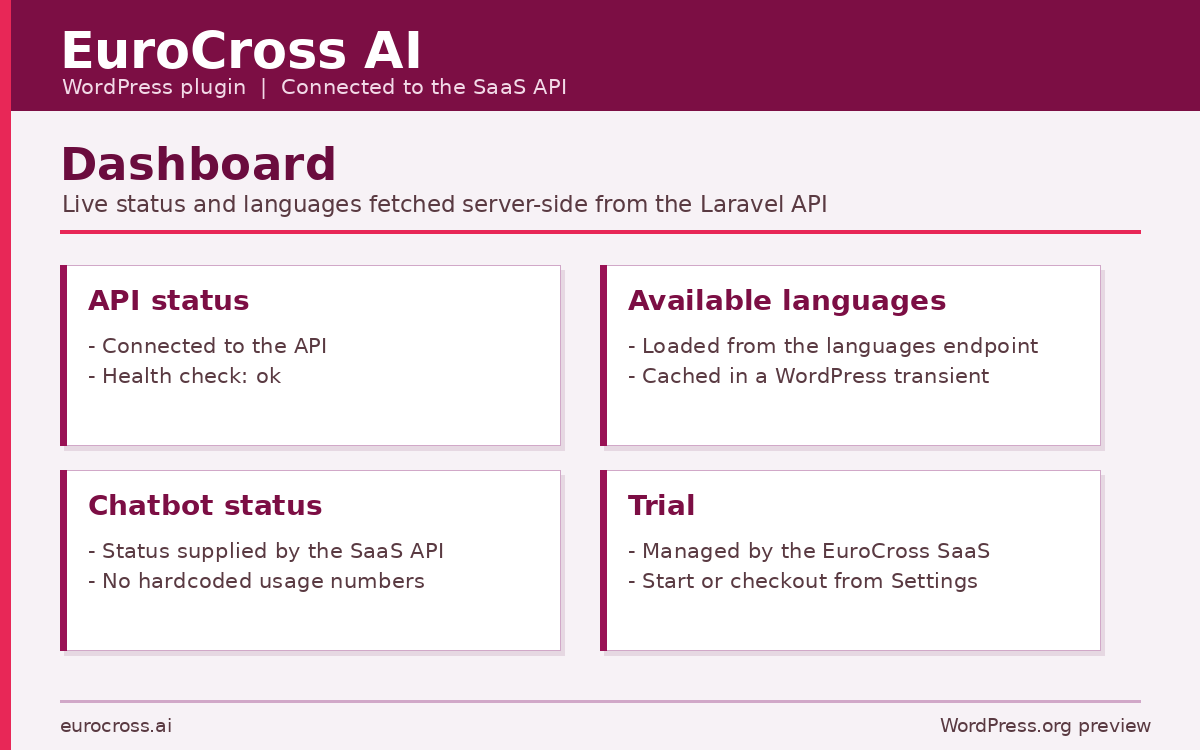 EuroCross AI
WordPress plugin | Connected to the SaaS API
Dashboard
Live status and languages fetched server-side from the Laravel API
API status
- Connected to the API
- Health check: ok
Available languages
- Loaded from the languages endpoint
- Cached in a WordPress transient
Chatbot status
- Status supplied by the SaaS API
- No hardcoded usage numbers
Trial
- Managed by the EuroCross SaaS
- Start or checkout from Settings
eurocross.ai
WordPress.org preview